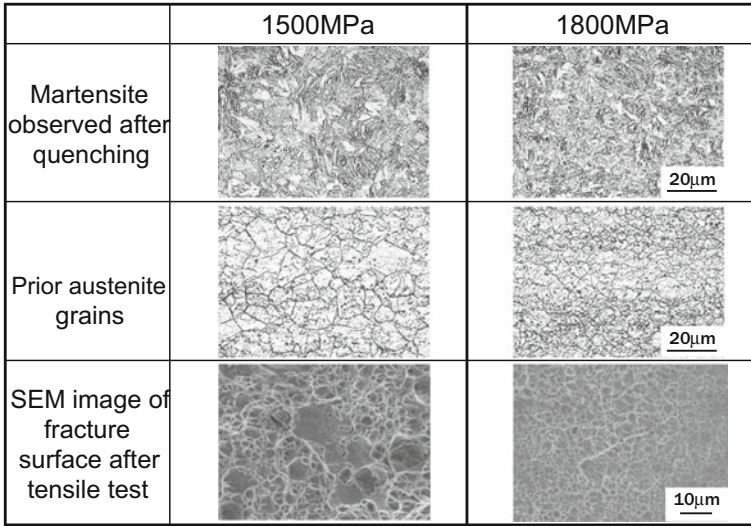 1500MPa
1800MPa
Martensite
observed after
quenching
20μm
Prior austenite
grains
20μm
SEM image of
fracture
surface after
tensile test
10μm